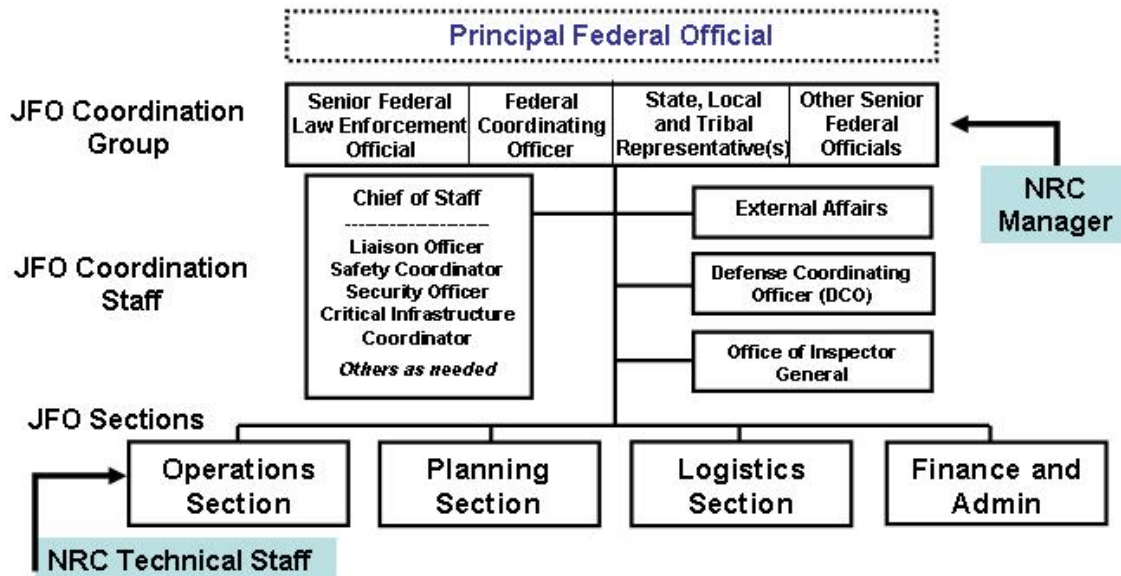 Principal Federal Official
JFO Coordination
Group
Senior Federal
Law Enforcement
Official
Federal
Coordinating
Officer
State, Local
and Tribal
Representative(s)
Other Senior
Federal
Officials
NRC
Manager
JFO Coordination
Staff
Chief of Staff
-----------------------
Liaison Officer
Safety Coordinator
Security Officer
Critical Infrastructure
Coordinator
Others as needed
External Affairs
Defense Coordinating
Officer (DCO)
Office of Inspector
General
JFO Sections
Operations
Section
Planning
Section
Logistics
Section
Finance and
Admin
NRC Technical Staff